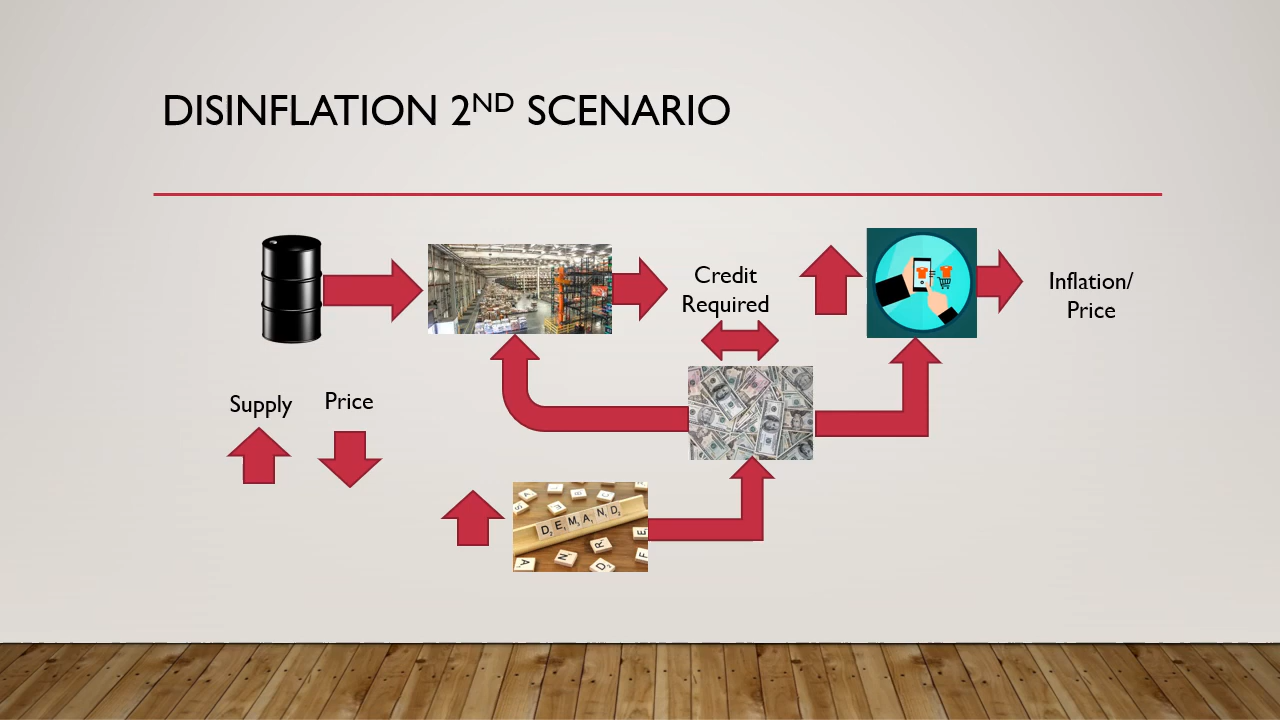 DISINFLATION 2ND SCENARIO
Credit
Required
Inflation/
Price
Supply
Price
DEMAND